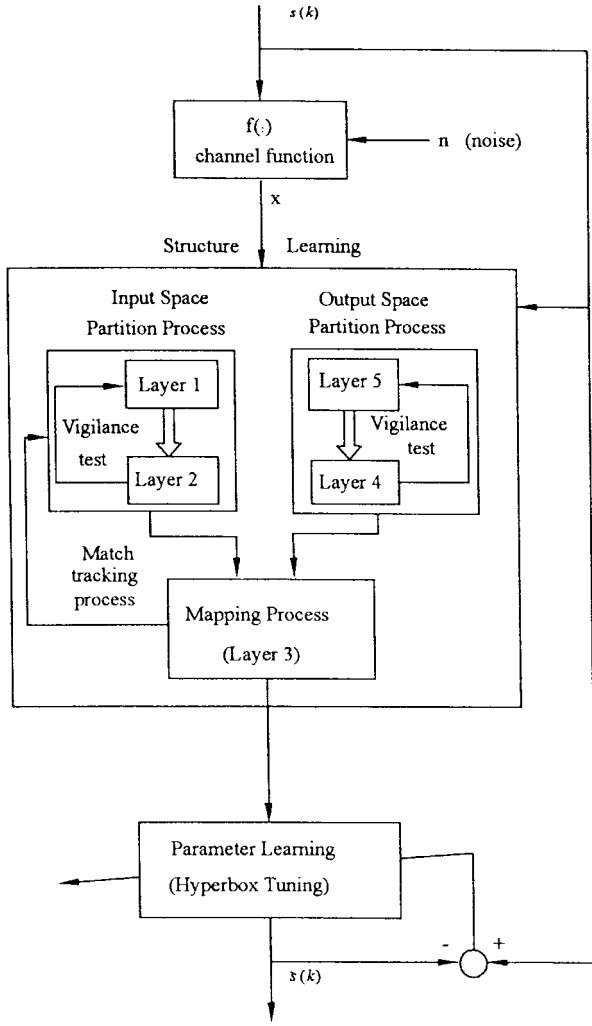 s(k)
f(:)
channel function
n (noise)
x
Structure Learning
Input Space
Partition Process
Output Space
Partition Process
Layer 1
Vigilance
test
Layer 2
Layer 5
Vigilance
test
Layer 4
Match
tracking
process
Mapping Process
(Layer 3)
Parameter Learning
(Hyperbox Tuning)
- +
s(k)